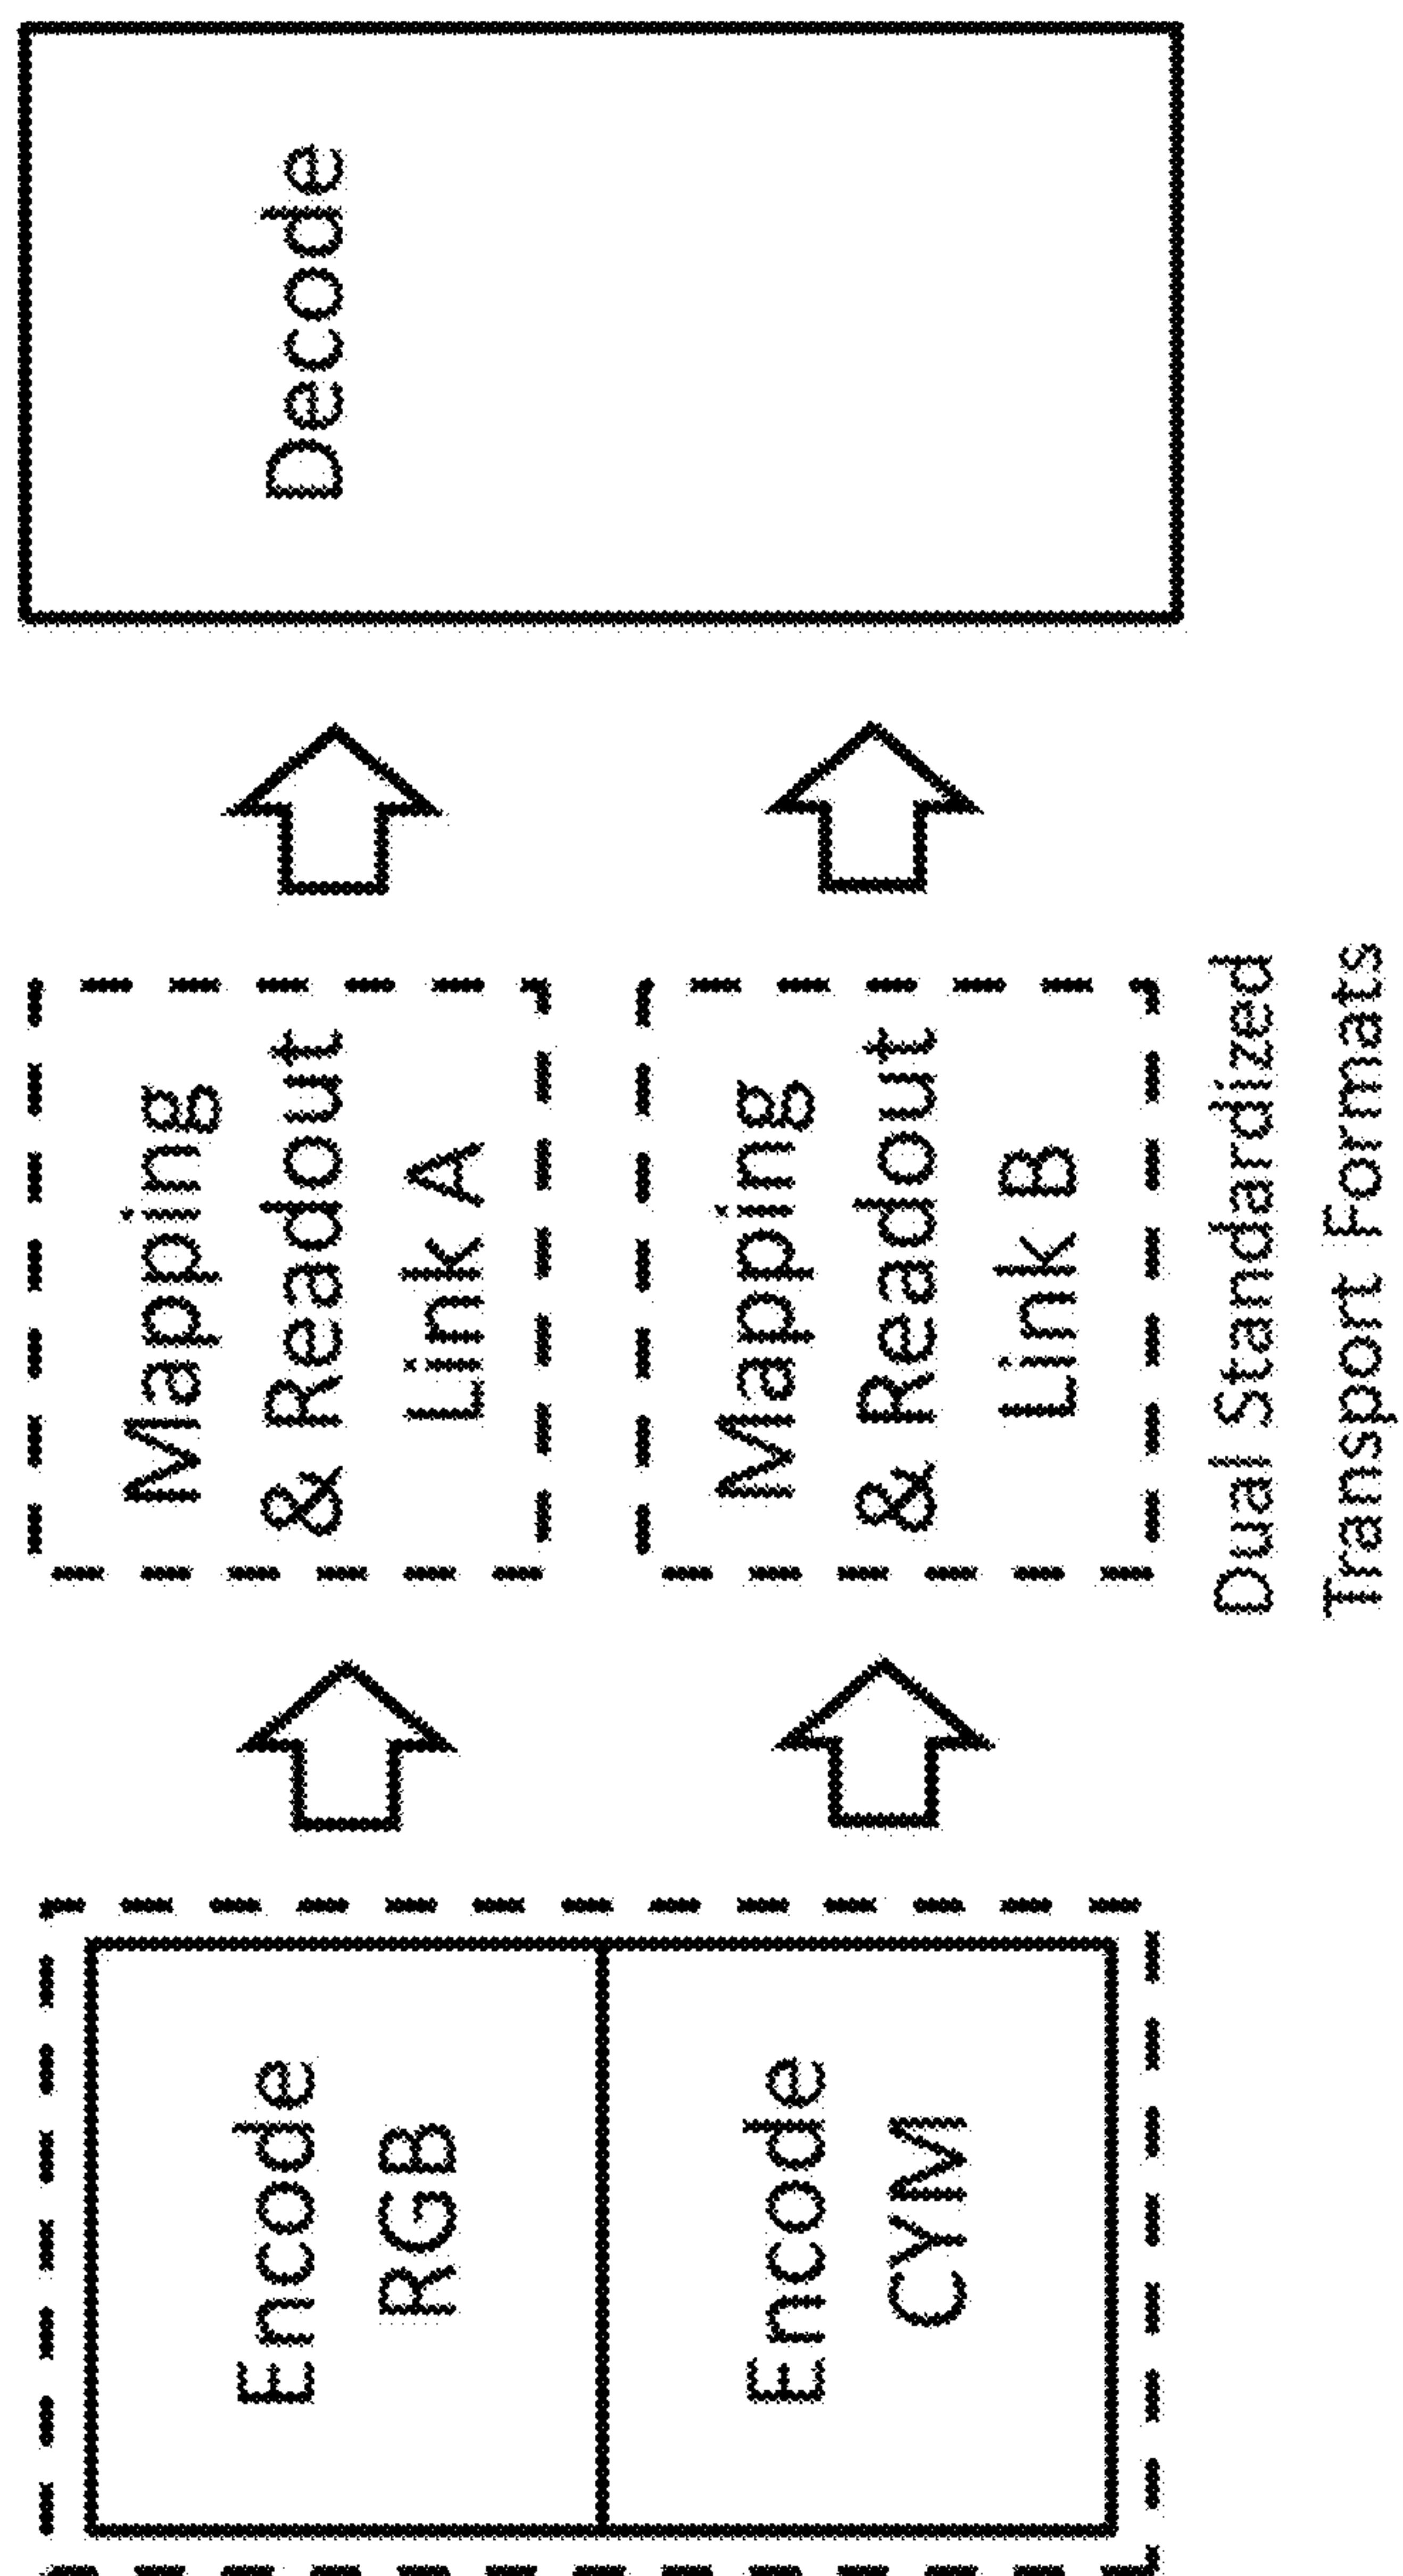 Encode
RGB
Encode
CYM
Mapping
& Readout
Link A
Mapping
& Readout
Link B
Dual Standardized
Transport Formats
Decode